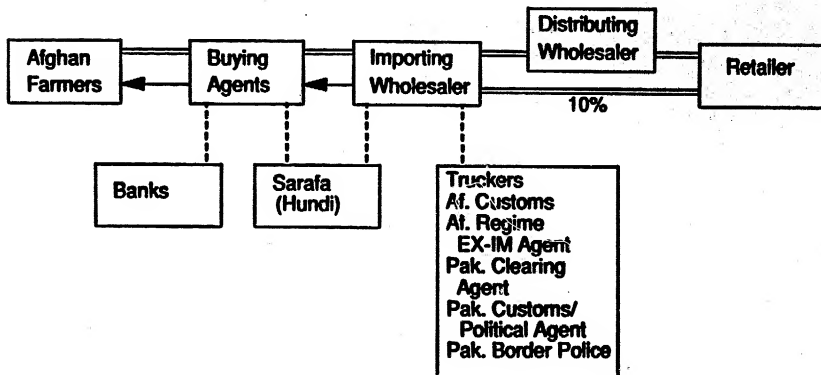 Afghan
Farmers
Buying
Agents
Importing
Wholesaler
Distributing
Wholesaler
Retailer
10%
Banks
Sarafa
(Hundi)
Truckers
Af. Customs
Af. Regime
EX-IM Agent
Pak. Clearing
Agent
Pak. Customs/
Political Agent
Pak. Border Police